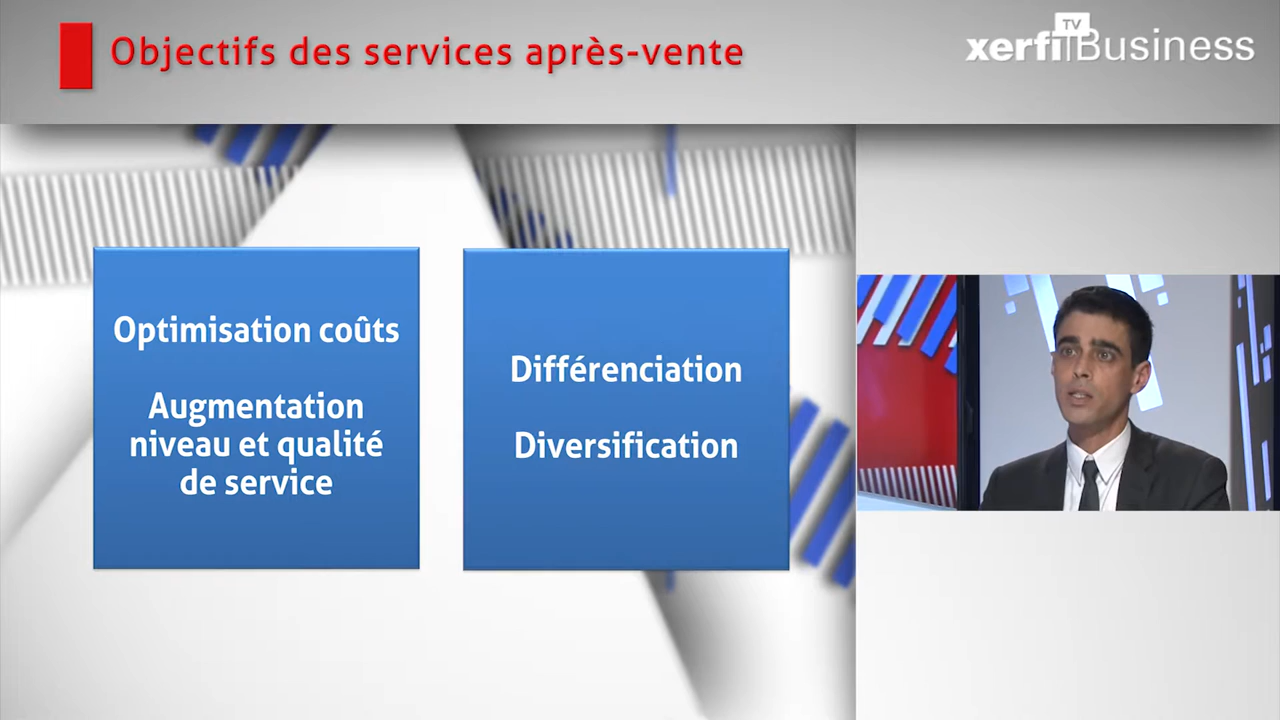 Objectifs des services après-vente
TV
xerfi Business
Optimisation coûts
Augmentation
niveau et qualité
de service
Différenciation
Diversification